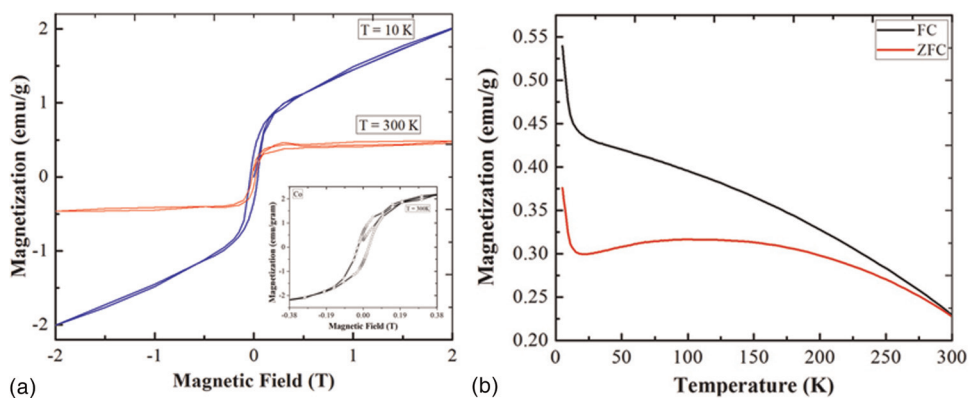 2
1
0
-1
-2
-2
-1
0
1
2
Magnetization (emu/g)
Magnetic Field (T)
T = 10 K
T = 300 K
Co
T = 300K
2
1
0
-1
-2
-0.38
-0.19
0.00
0.19
0.38
Magnetization (emu/gram)
Magnetic Field (T)
(a)
FC
ZFC
0.55
0.50
0.45
0.40
0.35
0.30
0.25
0.20
50
100
150
200
250
300
Magnetization (emu/g)
Temperature (K)
(b)